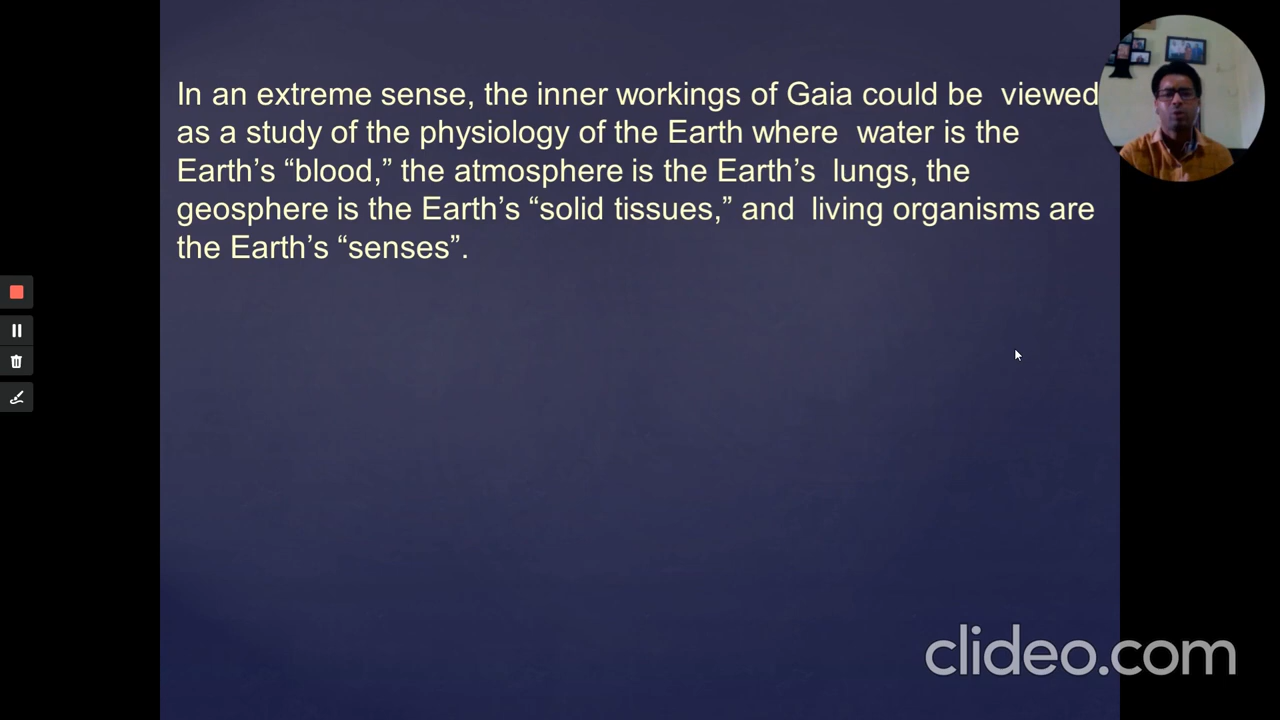 In an extreme sense, the inner workings of Gaia could be  viewed
as a study of the physiology of the Earth where  water is the
Earth’s “blood,” the atmosphere is the Earth’s  lungs, the
geosphere is the Earth’s “solid tissues,” and  living organisms are
the Earth’s “senses”.
clideo.com